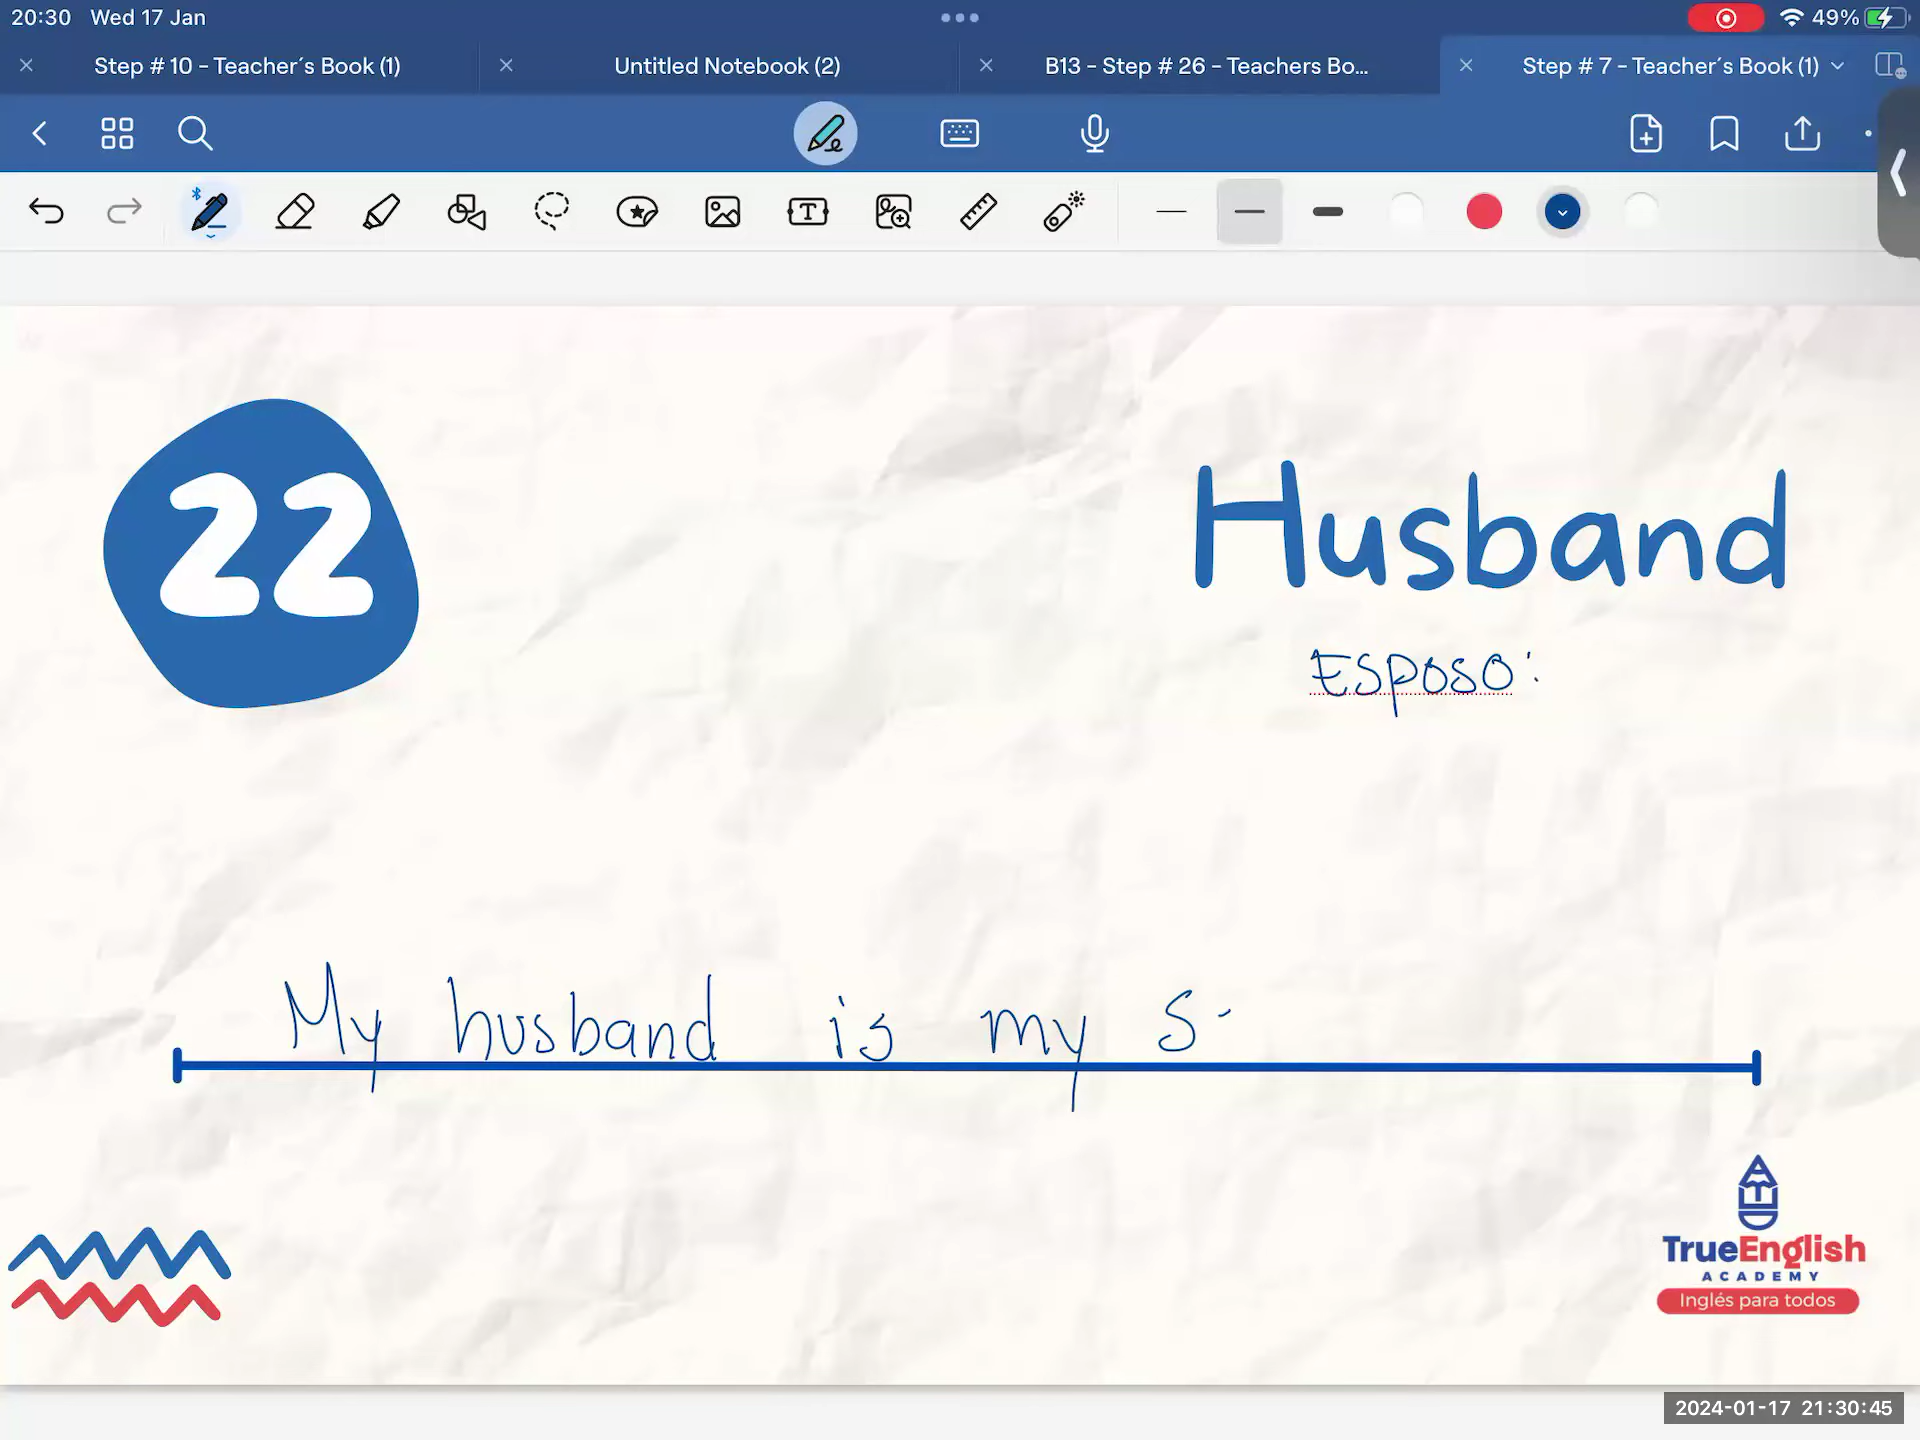 20:30 Wed 17 Jan
49%
Step # 10 - Teacher´s Book (1)
Untitled Notebook (2)
B13 - Step # 26 - Teachers Bo...
Step # 7 - Teacher´s Book (1)
22
Husband
Esposo:
My husband is my s
TrueEnglish
ACADEMY
Inglés para todos
2024-01-17 21:30:45